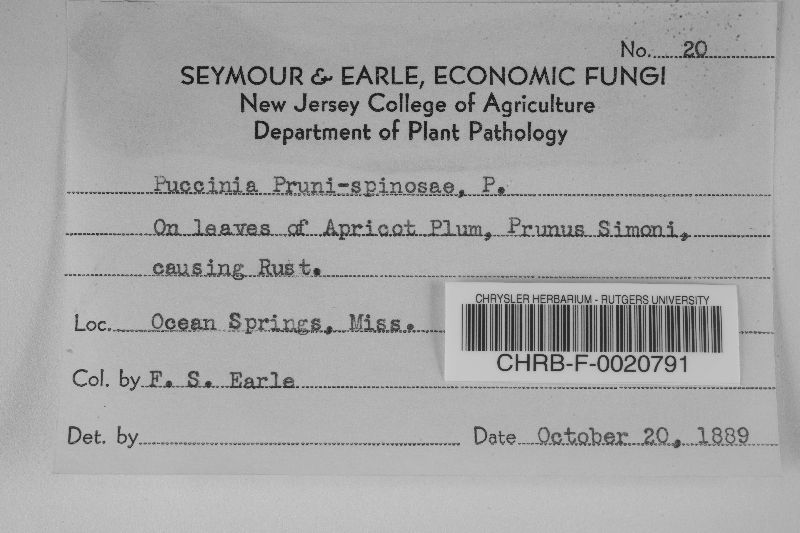 No. 20
SEYMOUR & EARLE, ECONOMIC FUNGI
New Jersey College of Agriculture
Department of Plant Pathology
Puccinia Pruni-spinosae, P.
On leaves of Apricot Plum, Prunus Simoni,
causing Rust.
Loc. Ocean Springs, Miss.
CHRYSLER HERBARIUM - RUTGERS UNIVERSITY
CHRB-F-0020791
Col. by F. S. Earle
Det. by
Date October 20, 1889